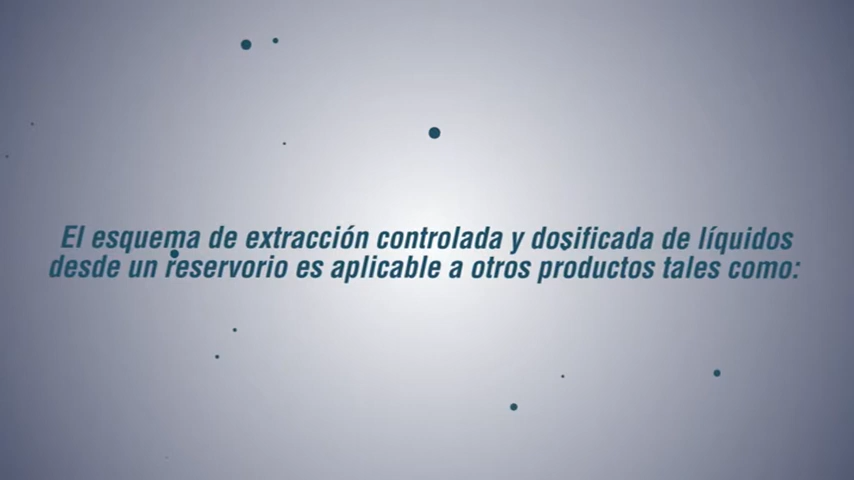 El esquema de extracción controlada y dosificada de líquidos
desde un reservorio es aplicable a otros productos tales como: